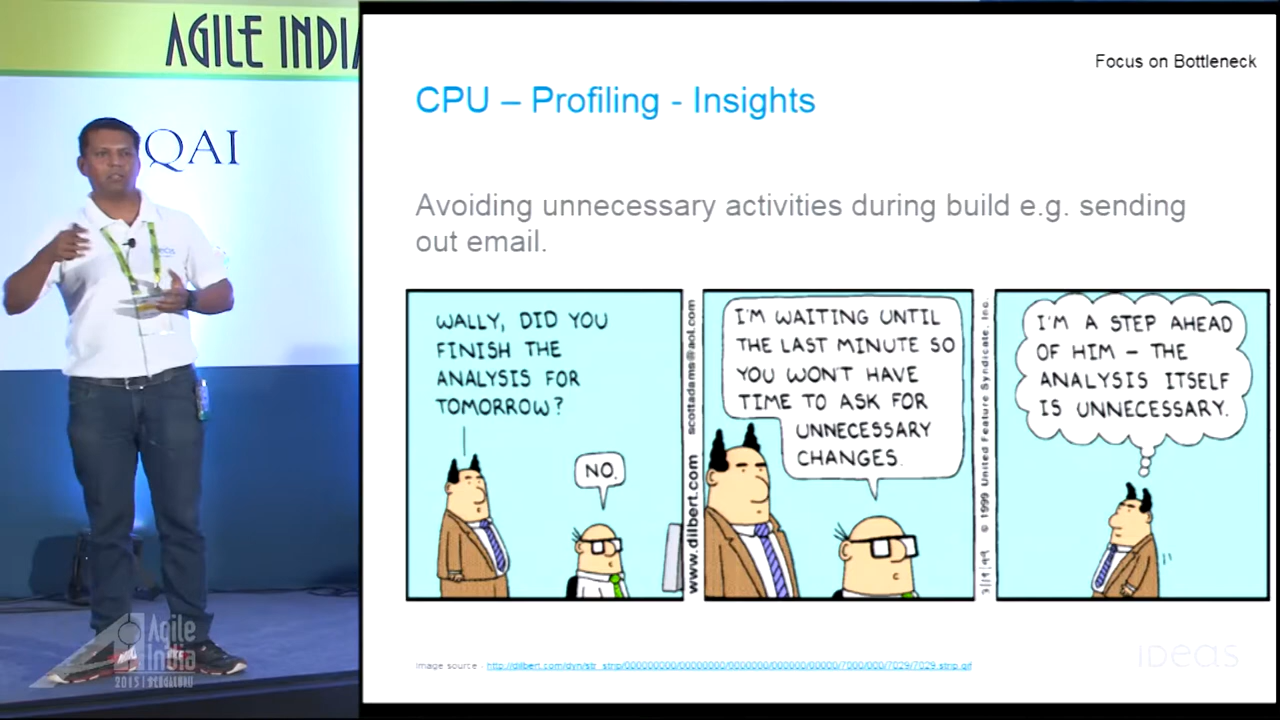 AGILE INDIA
QAI
Focus on Bottleneck
CPU – Profiling - Insights
Avoiding unnecessary activities during build e.g. sending
out email.
WALLY, DID YOU
FINISH THE
ANALYSIS FOR
TOMORROW?
NO.
www.dilbert.com scottadams@aol.com
I'M WAITING UNTIL
THE LAST MINUTE SO
YOU WON'T HAVE
TIME TO ASK FOR
UNNECESSARY
CHANGES.
© 1999 United Feature Syndicate, Inc.
I'M A STEP AHEAD
OF HIM – THE
ANALYSIS ITSELF
IS UNNECESSARY.
Image source -
ideas
Agile
India
2015 | BENGALURU